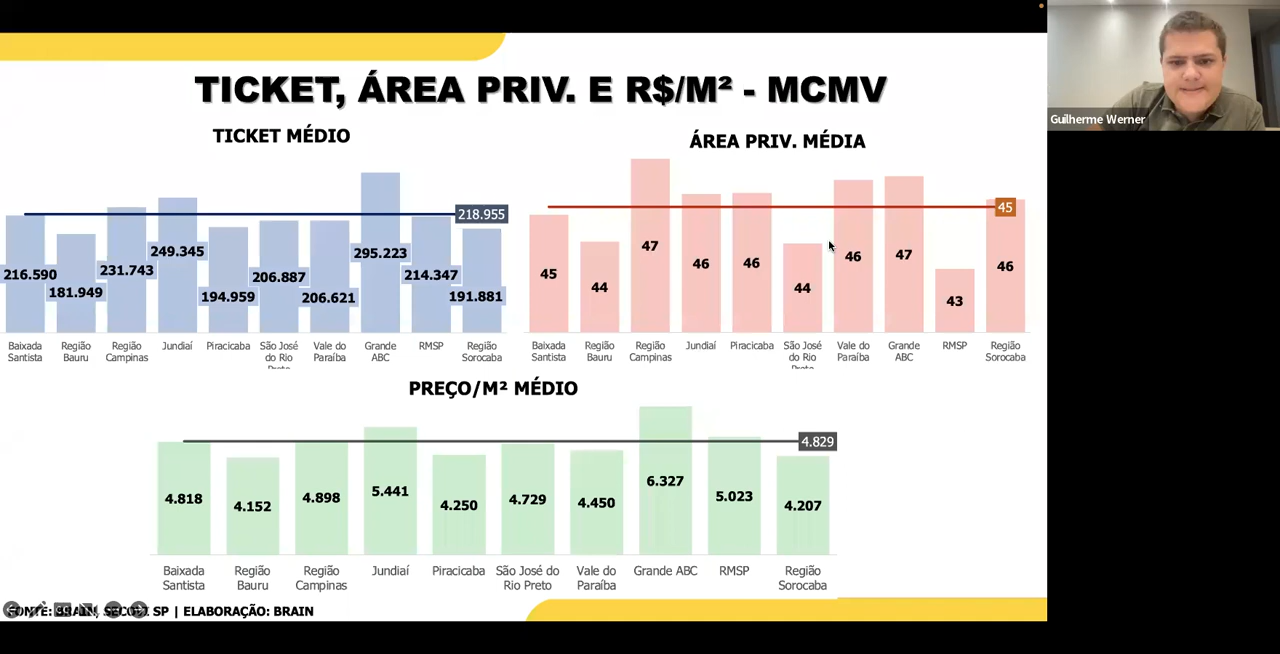 TICKET, ÁREA PRIV. E R$/M² - MCMV
Guilherme Werner
TICKET MÉDIO
218.955
216.590
181.949
231.743
249.345
194.959
206.887
206.621
295.223
214.347
191.881
Baixada Santista
Região Bauru
Região Campinas
Jundiaí
Piracicaba
São José do Rio Preto
Vale do Paraíba
Grande ABC
RMSP
Região Sorocaba
ÁREA PRIV. MÉDIA
45
45
44
47
46
46
44
46
47
43
46
Baixada Santista
Região Bauru
Região Campinas
Jundiaí
Piracicaba
São José do Rio Preto
Vale do Paraíba
Grande ABC
RMSP
Região Sorocaba
PREÇO/M² MÉDIO
4.829
4.818
4.152
4.898
5.441
4.250
4.729
4.450
6.327
5.023
4.207
Baixada Santista
Região Bauru
Região Campinas
Jundiaí
Piracicaba
São José do Rio Preto
Vale do Paraíba
Grande ABC
RMSP
Região Sorocaba
FONTE: BRAIN, SECOVI SP | ELABORAÇÃO: BRAIN